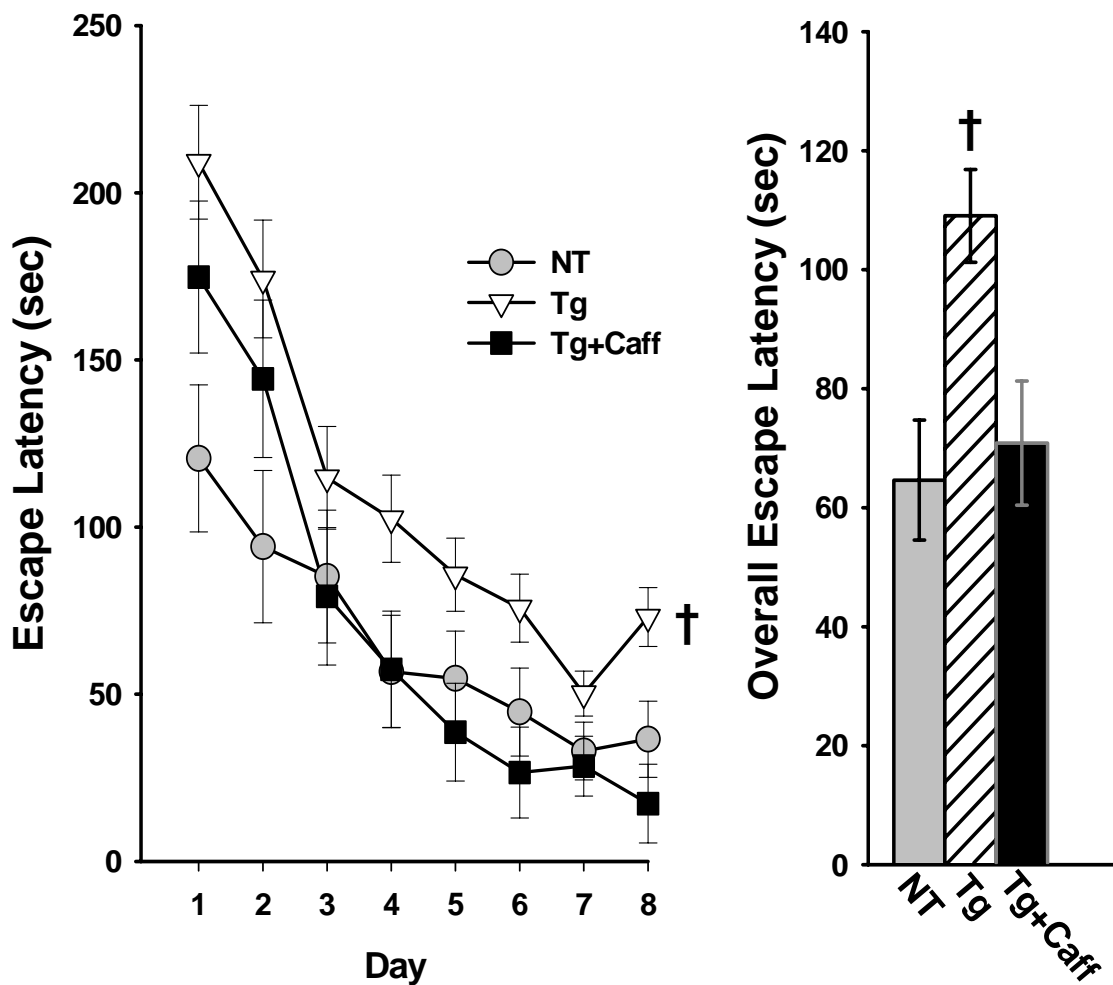 Escape Latency (sec)
250
200
150
100
50
0
1 2 3 4 5 6 7 8
Day
NT
Tg
Tg+Caff
†
Overall Escape Latency (sec)
140
120
100
80
60
40
20
0
†
NT
Tg
Tg+Caff